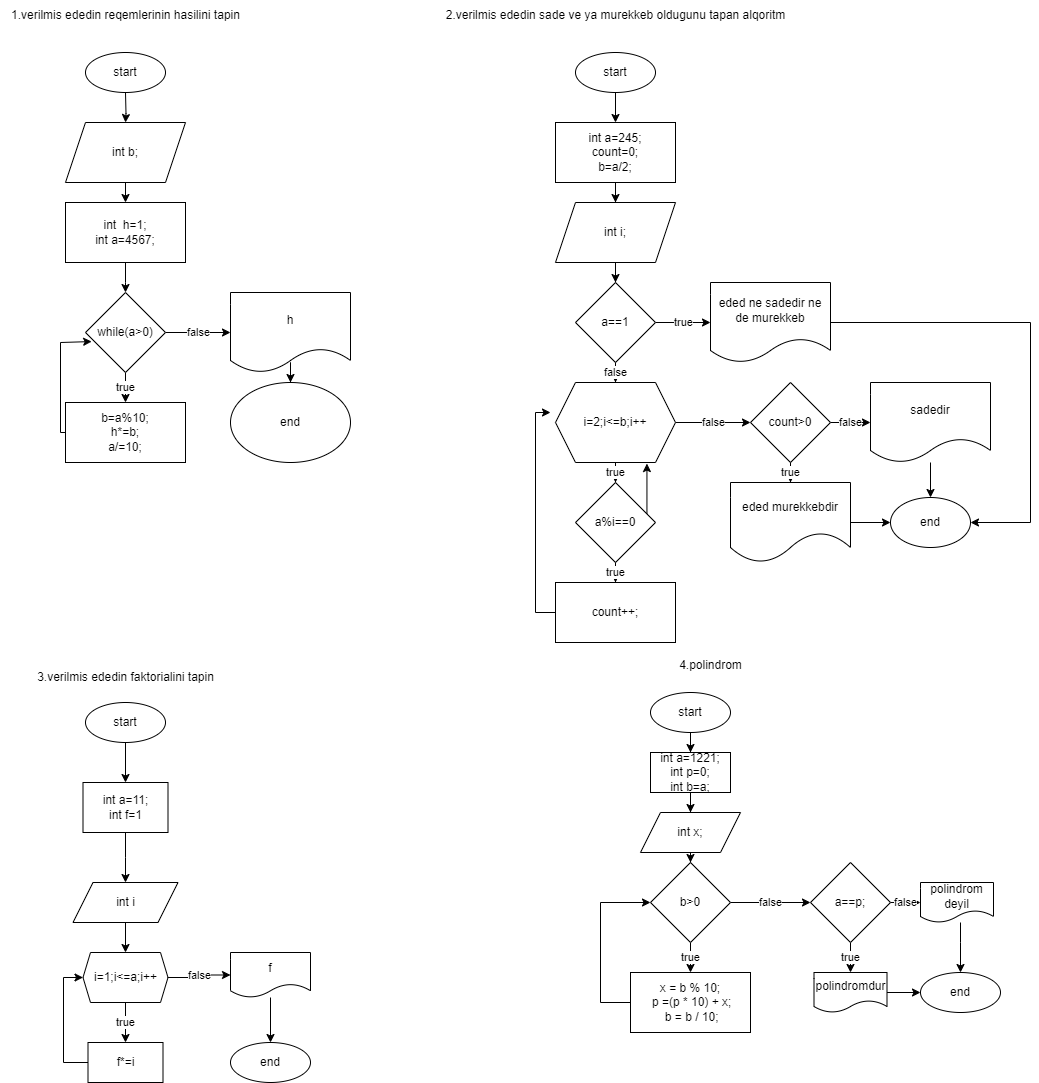 1.verilmis ededin reqemlerinin hasilini tapin
start
int b;
int h=1;
int a=4567;
while(a>0)
false
h
true
b=a%10;
h*=b;
a/=10;
end
2.verilmis ededin sade ve ya murekkeb oldugunu tapan alqoritm
start
int a=245;
count=0;
b=a/2;
int i;
a==1
true
eded ne sadedir ne
de murekkeb
false
i=2;i<=b;i++
false
count>0
false
sadedir
true
true
a%i==0
eded murekkebdir
end
true
count++;
3.verilmis ededin faktorialini tapin
start
int a=11;
int f=1
int i
i=1;i<=a;i++
false
f
true
f*=i
end
4.polindrom
start
int a=1221;
int p=0;
int b=a;
int x;
b>0
false
a==p;
false
polindrom
deyil
true
true
x = b % 10;
p =(p * 10) + x;
b = b / 10;
polindromdur
end